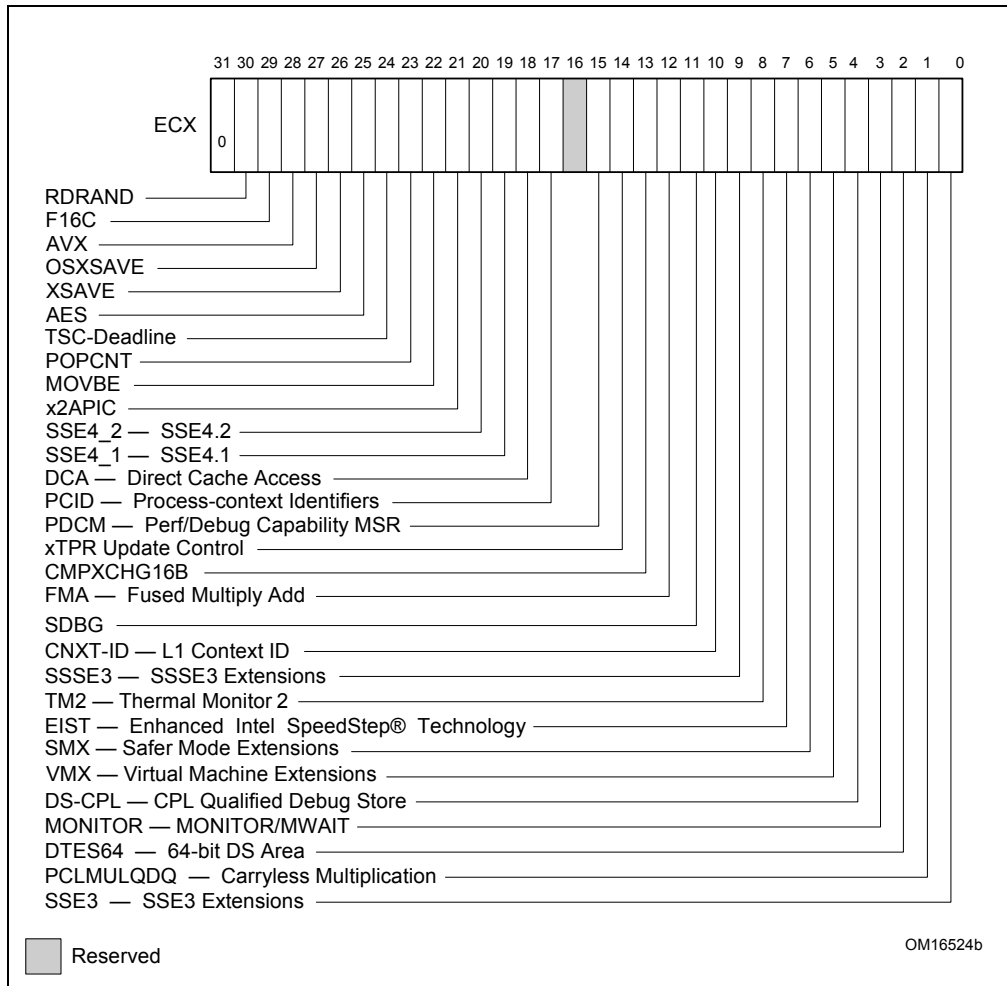 31 30 29 28 27 26 25 24 23 22 21 20 19 18 17 16 15 14 13 12 11 10 9 8 7 6 5 4 3 2 1 0
ECX
0
RDRAND
F16C
AVX
OSXSAVE
XSAVE
AES
TSC-Deadline
POPCNT
MOVBE
x2APIC
SSE4_2 — SSE4.2
SSE4_1 — SSE4.1
DCA — Direct Cache Access
PCID — Process-context Identifiers
PDCM — Perf/Debug Capability MSR
xTPR Update Control
CMPXCHG16B
FMA — Fused Multiply Add
SDBG
CNXT-ID — L1 Context ID
SSSE3 — SSSE3 Extensions
TM2 — Thermal Monitor 2
EIST — Enhanced Intel SpeedStep® Technology
SMX — Safer Mode Extensions
VMX — Virtual Machine Extensions
DS-CPL — CPL Qualified Debug Store
MONITOR — MONITOR/MWAIT
DTES64 — 64-bit DS Area
PCLMULQDQ — Carryless Multiplication
SSE3 — SSE3 Extensions
Reserved
OM16524b